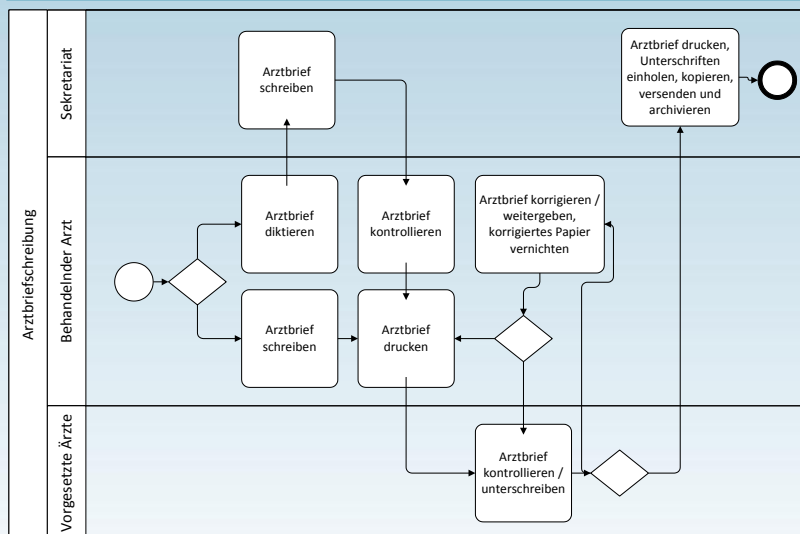 Arztbriefschreibung
Sekretariat
Arztbrief
schreiben
Arztbrief drucken,
Unterschriften
einholen, kopieren,
versenden und
archivieren
Behandelnder Arzt
Arztbrief
diktieren
Arztbrief
kontrollieren
Arztbrief korrigieren /
weitergeben,
korrigiertes Papier
vernichten
Arztbrief
schreiben
Arztbrief
drucken
Vorgesetzte Ärzte
Arztbrief
kontrollieren /
unterschreiben